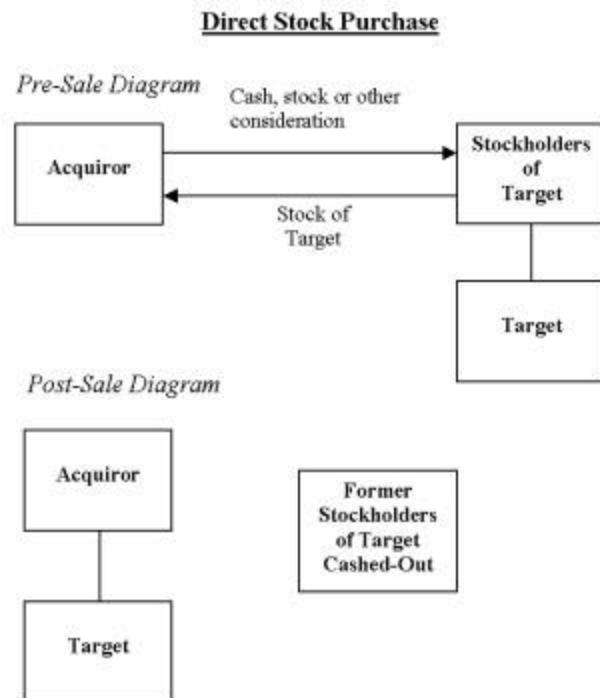 Direct Stock Purchase
Pre-Sale Diagram
Cash, stock or other
consideration
Acquiror
Stockholders
of
Target
Stock of
Target
Target
Post-Sale Diagram
Acquiror
Former
Stockholders
of Target
Cashed-Out
Target